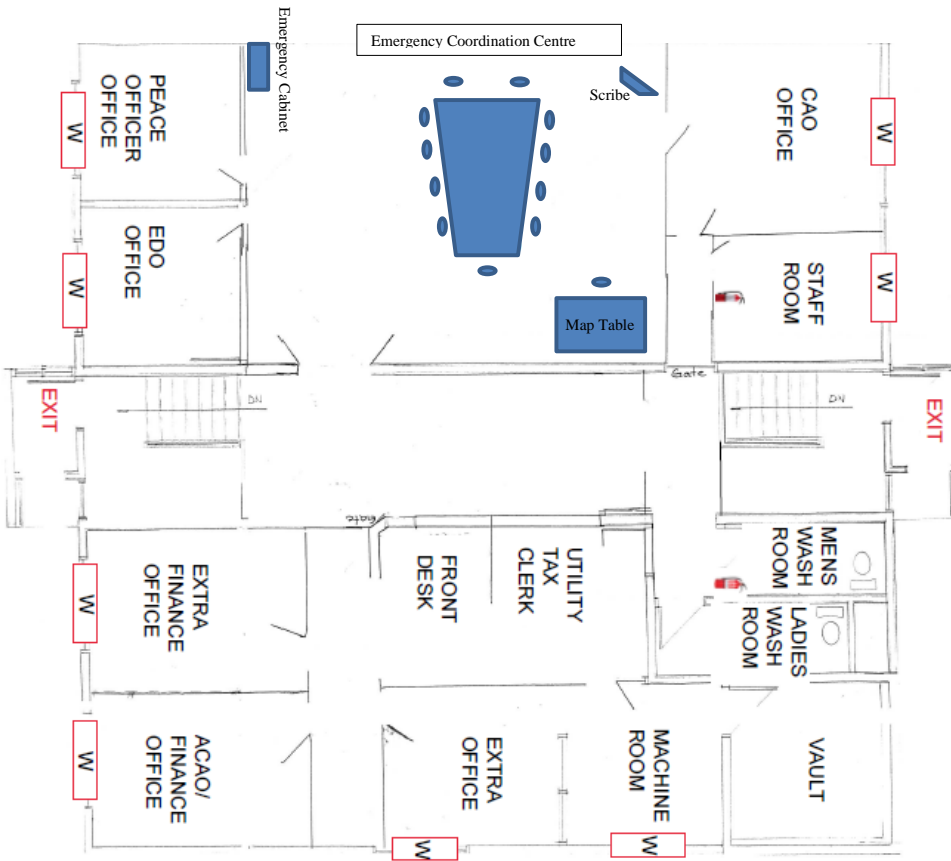 Emergency Coordination Centre
Emergency Cabinet
Scribe
PEACE
OFFICER
OFFICE
W
CAO
OFFICE
W
EDO
OFFICE
W
STAFF
ROOM
W
Map Table
Gate
EXIT
DN
DN
EXIT
Gate
EXTRA
FINANCE
OFFICE
W
FRONT
DESK
UTILITY
TAX
CLERK
MENS
WASH
ROOM
LADIES
WASH
ROOM
ACAO/
FINANCE
OFFICE
W
EXTRA
OFFICE
W
MACHINE
ROOM
W
VAULT